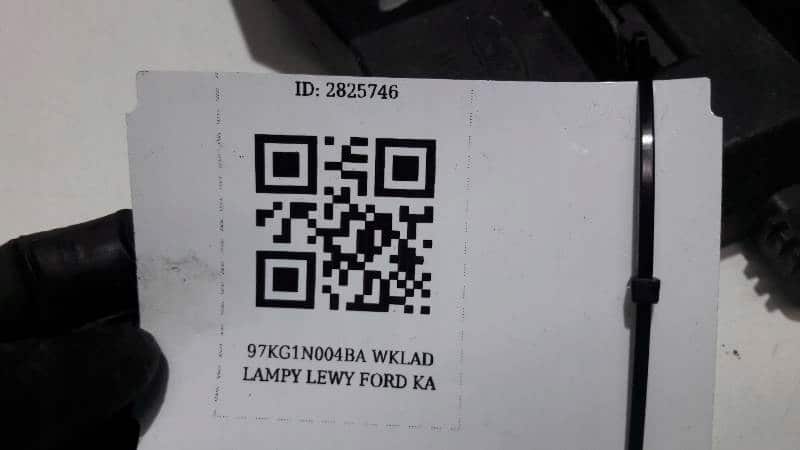 ID: 2825746
97KG1N004BA WKLAD
LAMPY LEWY FORD KA